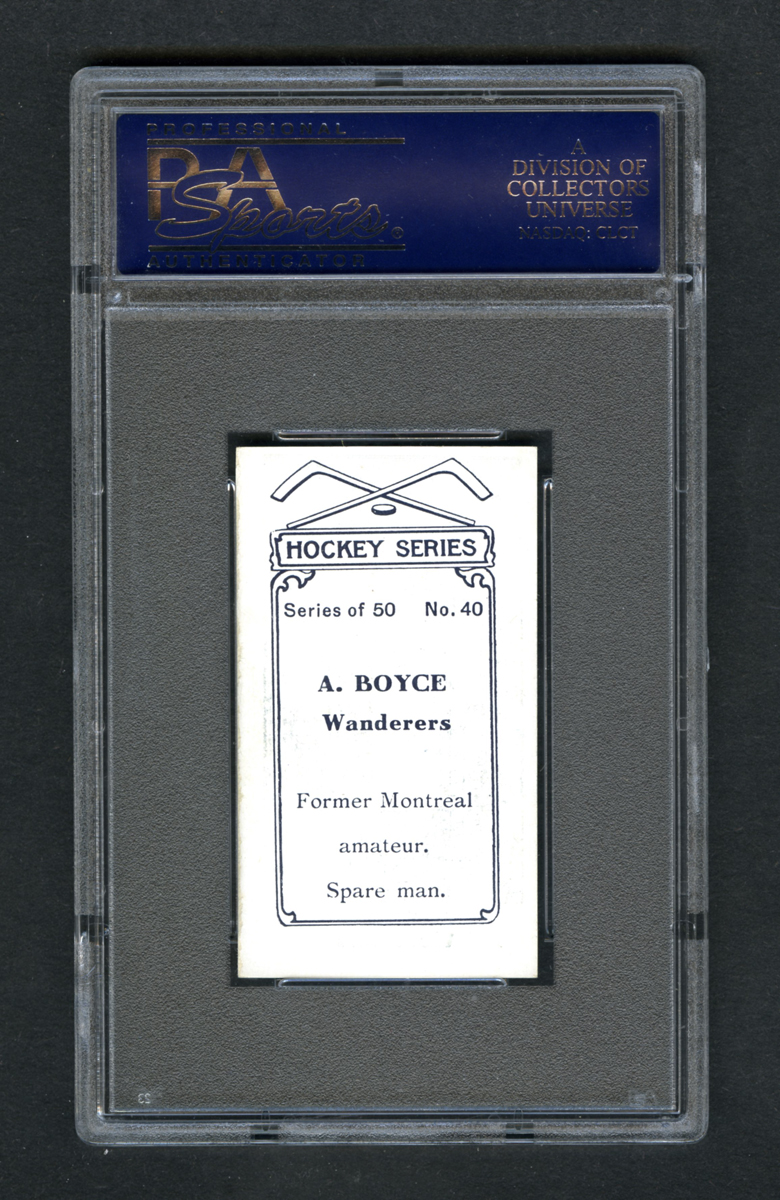 PROFESSIONAL
PSA
Sports
AUTHENTICATOR
A
DIVISION OF
COLLECTORS
UNIVERSE
NASDAQ: CLCT
HOCKEY SERIES
Series of 50 No. 40
A. BOYCE
Wanderers
Former Montreal
amateur.
Spare man.
23